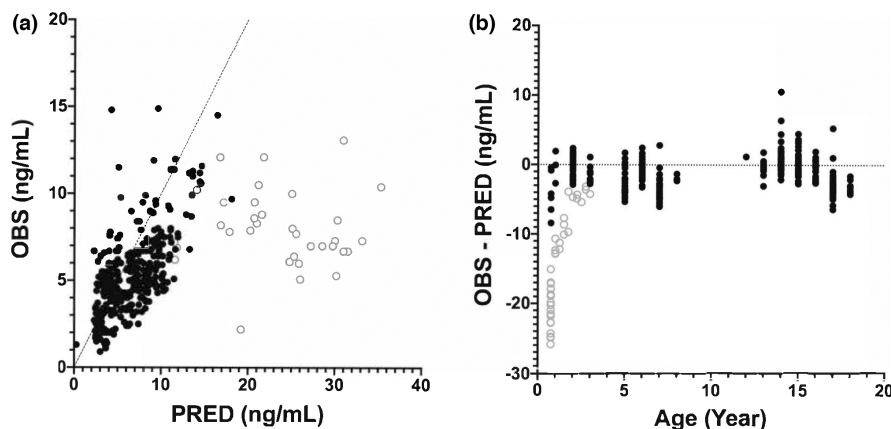 (a)
20
15
10
5
0
0 10 20 30 40
OBS (ng/mL)
PRED (ng/mL)
(b)
20
10
0
-10
-20
-30
0 5 10 15 20
OBS - PRED (ng/mL)
Age (Year)